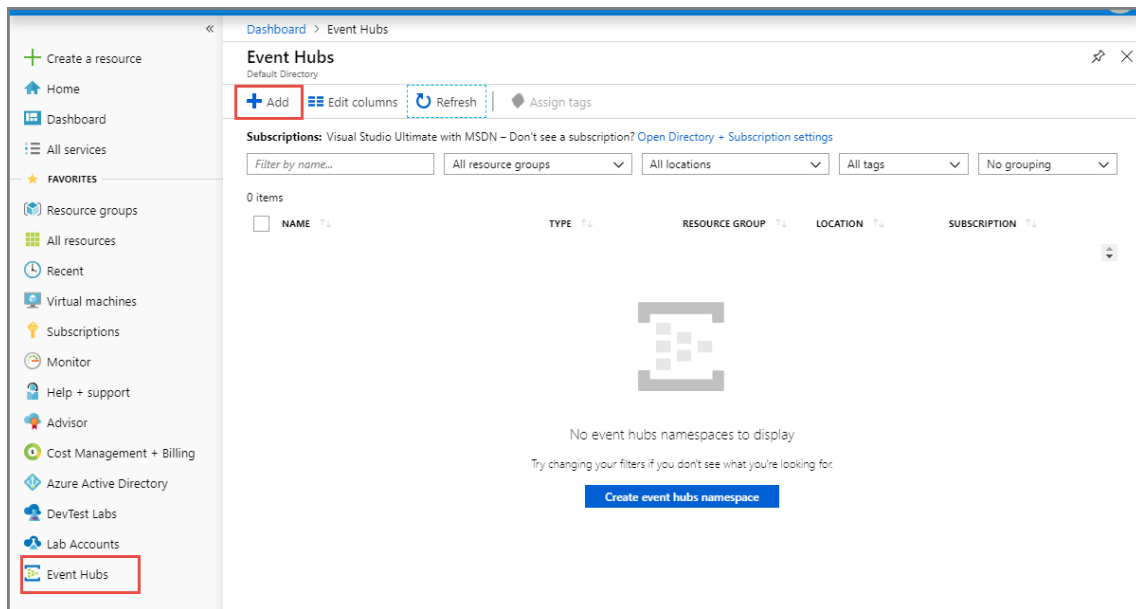 Dashboard > Event Hubs
Create a resource
Home
Dashboard
All services
FAVORITES
Resource groups
All resources
Recent
Virtual machines
Subscriptions
Monitor
Help + support
Advisor
Cost Management + Billing
Azure Active Directory
DevTest Labs
Lab Accounts
Event Hubs
Event Hubs
Default Directory
Add Edit columns Refresh Assign tags
Subscriptions: Visual Studio Ultimate with MSDN – Don't see a subscription? Open Directory + Subscription settings
Filter by name... All resource groups All locations All tags No grouping
0 items
NAME TYPE RESOURCE GROUP LOCATION SUBSCRIPTION
No event hubs namespaces to display
Try changing your filters if you don't see what you're looking for.
Create event hubs namespace